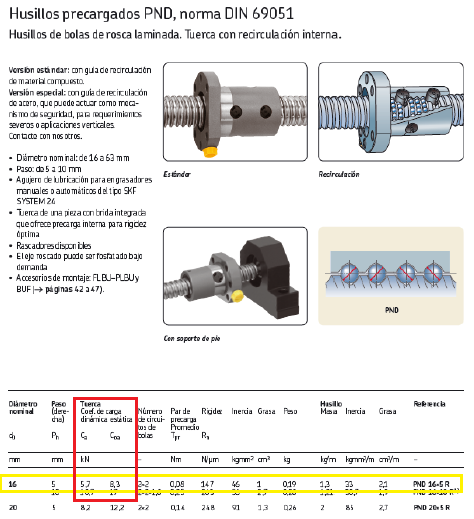 Husillos precargados PND, norma DIN 69051
Husillos de bolas de rosca laminada. Tuerca con recirculación interna.
Versión estándar: con guía de recirculación
de material compuesto.
Versión especial: con guía de recirculación
de acero, que puede actuar como meca-
nismo de seguridad, para requerimientos
severos o aplicaciones verticales.
Contacte con nosotros.
• Diámetro nominal: de 16 a 63 mm
• Paso: de 5 a 10 mm
• Agujero de lubricación para engrasadores
manuales o automáticos del tipo SKF
SYSTEM 24
• Tuerca de una pieza con brida integrada
que ofrece precarga interna para rigidez
óptima
• Rascadores disponibles
• El eje roscado puede ser fosfatado bajo
demanda
• Accesorios de montaje: FLBU-PLBU y
BUF (→ páginas 42 a 47).
Estándar
Recirculación
Con soporte de pie
PND
Diámetro nominal Paso (dere-cha) Tuerca Coef. de carga dinámica estática Número de circui-tos de bolas Par de precarga Promedio Rigidez Inercia Grasa Peso Husillo Masa Inercia Grasa Referencia
d₀ Pₕ Cₐ C₀ₐ Tₚᵣ Rₙ
mm mm kN – Nm N/µm kgmm² cm³ kg kg/m kgmm²/m cm³/m –
16 5 5,7 8,3 2×2 0,08 147 46 1 0,19 1,3 33 2,1 PND 16×5 R
20 5 8,2 12,2 2×2 0,14 248 91 1,3 0,26 2 85 2,7 PND 20×5 R